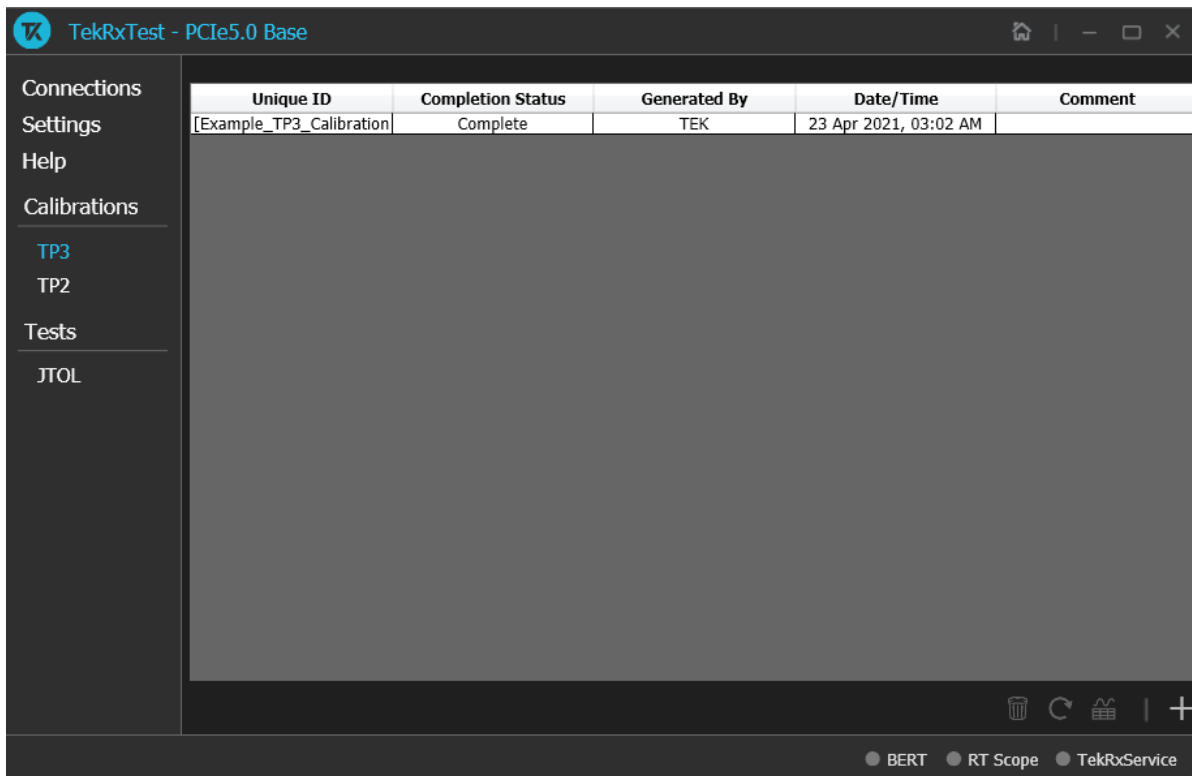 TK TekRxTest - PCIe5.0 Base
Connections
Settings
Help
Calibrations
TP3
TP2
Tests
JTOL
Unique ID Completion Status Generated By Date/Time Comment
[Example_TP3_Calibration Complete TEK 23 Apr 2021, 03:02 AM
BERT RT Scope TekRxService